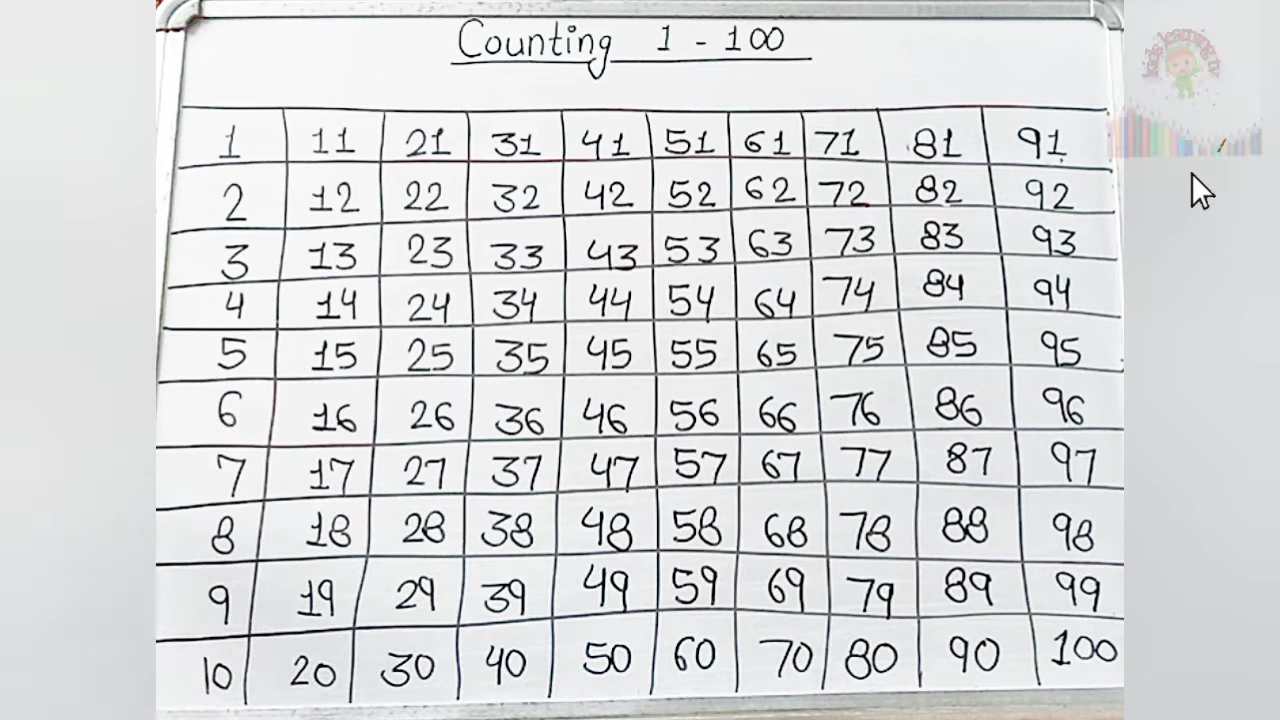 Counting 1 - 100
1 11 21 31 41 51 61 71 81 91
2 12 22 32 42 52 62 72 82 92
3 13 23 33 43 53 63 73 83 93
4 14 24 34 44 54 64 74 84 94
5 15 25 35 45 55 65 75 85 95
6 16 26 36 46 56 66 76 86 96
7 17 27 37 47 57 67 77 87 97
8 18 28 38 48 58 68 78 88 98
9 19 29 39 49 59 69 79 89 99
10 20 30 40 50 60 70 80 90 100
kids learning tv